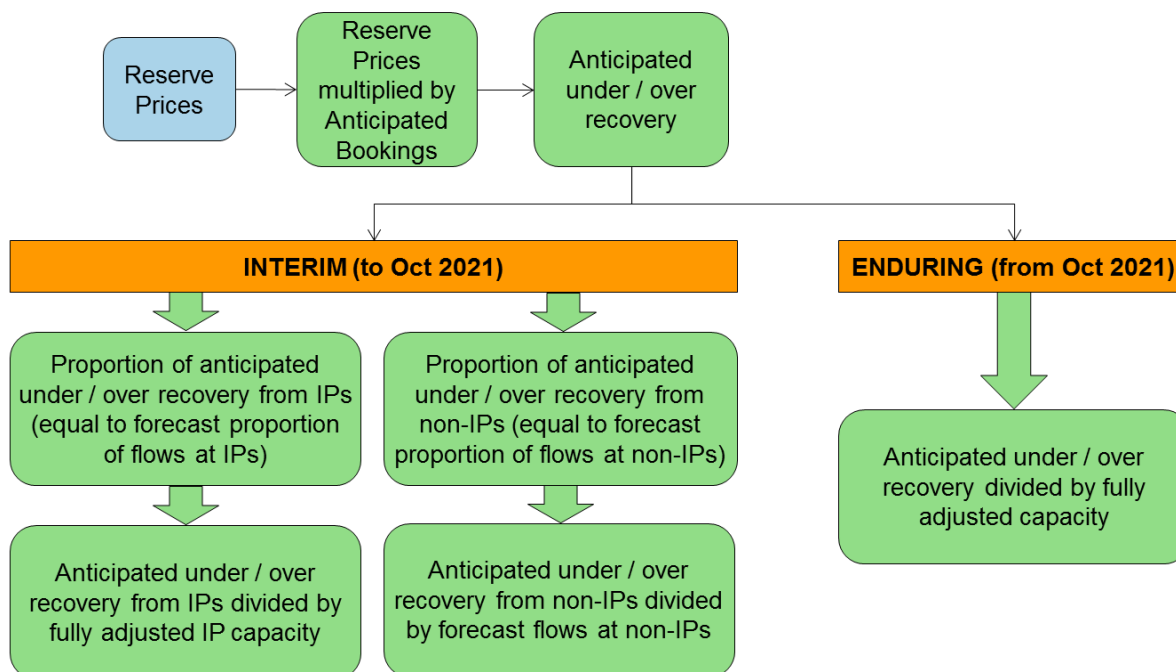 Reserve
Prices
Reserve
Prices
multiplied by
Anticipated
Bookings
Anticipated
under / over
recovery
INTERIM (to Oct 2021)
ENDURING (from Oct 2021)
Proportion of anticipated
under / over recovery from IPs
(equal to forecast proportion
of flows at IPs)
Proportion of anticipated
under / over recovery from
non-IPs (equal to forecast
proportion of flows at non-IPs)
Anticipated under / over
recovery divided by fully
adjusted capacity
Anticipated under / over
recovery from IPs divided by
fully adjusted IP capacity
Anticipated under / over
recovery from non-IPs divided
by forecast flows at non-IPs